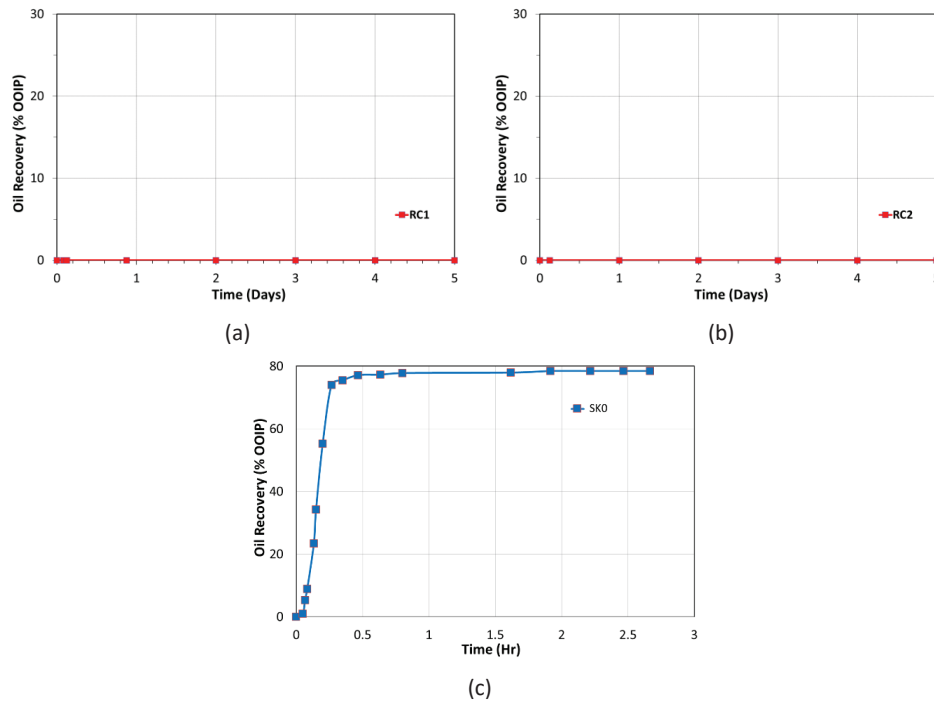 30
20
10
0
Oil Recovery (% OOIP)
RC1
0 1 2 3 4 5
Time (Days)
(a)
30
20
10
0
Oil Recovery (% OOIP)
RC2
0 1 2 3 4
Time (Days)
(b)
80
60
40
20
0
Oil Recovery (% OOIP)
SK0
0 0.5 1 1.5 2 2.5 3
Time (Hr)
(c)